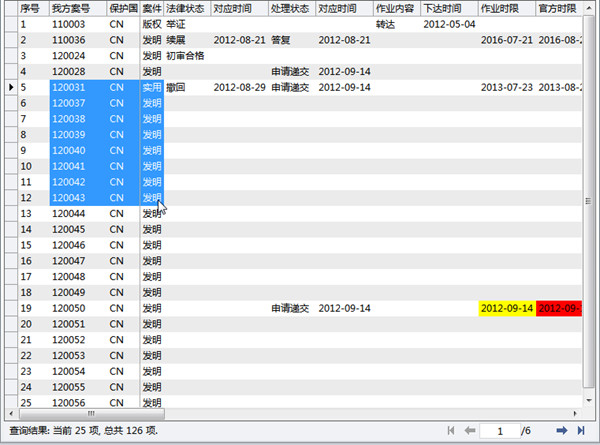 序号 我方案号 保护国 案件 法律状态 对应时间 处理状态 对应时间 作业内容 下达时间 作业时限 官方时限
1 110003 CN 版权 举证 转达 2012-05-04
2 110036 CN 发明 续展 2012-08-21 答复 2012-08-21 2016-07-21 2016-08-2
3 120024 CN 发明 初审合格
4 120028 CN 发明 申请递交 2012-09-14
5 120031 CN 实用 撤回 2012-08-29 申请递交 2012-09-14 2013-07-23 2013-08-2
6 120037 CN 发明
7 120038 CN 发明
8 120039 CN 发明
9 120040 CN 发明
10 120041 CN 发明
11 120042 CN 发明
12 120043 CN 发明
13 120044 CN 发明
14 120045 CN 发明
15 120046 CN 发明
16 120047 CN 发明
17 120048 CN 发明
18 120049 CN 发明
19 120050 CN 发明 申请递交 2012-09-14 2012-09-14 2012-09-
20 120051 CN 发明
21 120052 CN 发明
22 120053 CN 发明
23 120054 CN 发明
24 120055 CN 发明
25 120056 CN 发明
查询结果: 当前 25 项, 总共 126 项. 1 /6